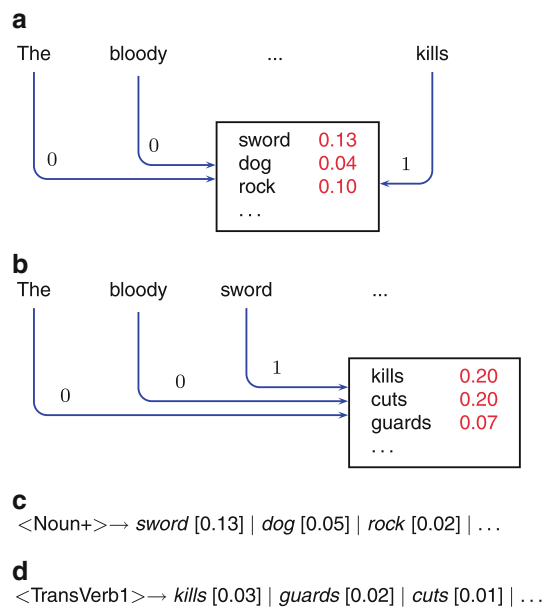 a
The bloody ... kills
0 0 1
sword 0.13
dog 0.04
rock 0.10
...
b
The bloody sword ...
0 0 1
kills 0.20
cuts 0.20
guards 0.07
...
c
<Noun+>→ sword [0.13] | dog [0.05] | rock [0.02] | ...
d
<TransVerb1>→ kills [0.03] | guards [0.02] | cuts [0.01] | ...